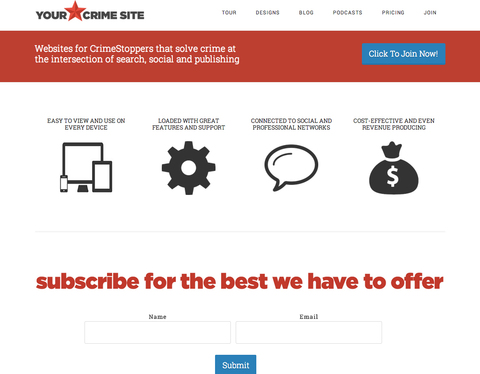 YOUR CRIME SITE
TOUR DESIGNS BLOG PODCASTS PRICING JOIN
Websites for CrimeStoppers that solve crime at
the intersection of search, social and publishing
Click To Join Now!
EASY TO VIEW AND USE ON
EVERY DEVICE
LOADED WITH GREAT
FEATURES AND SUPPORT
CONNECTED TO SOCIAL AND
PROFESSIONAL NETWORKS
COST-EFFECTIVE AND EVEN
REVENUE PRODUCING
$
subscribe for the best we have to offer
Name
Email
Submit